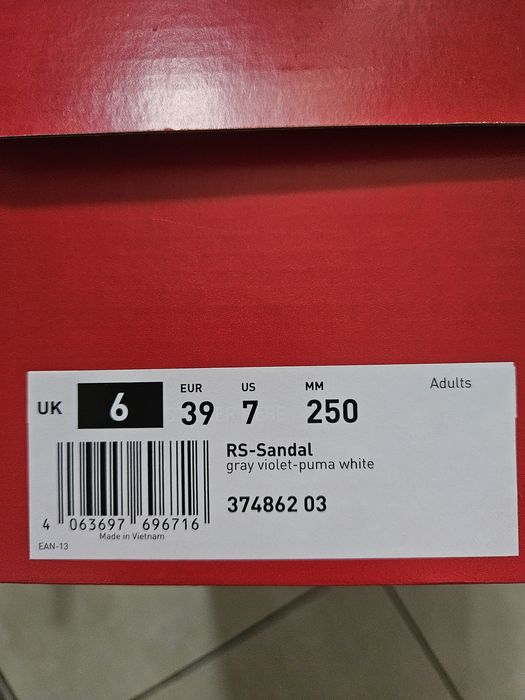 UK 6 EUR 39 US 7 MM 250 Adults
RS-Sandal
gray violet-puma white
374862 03
4 063697 696716
Made in Vietnam
EAN-13